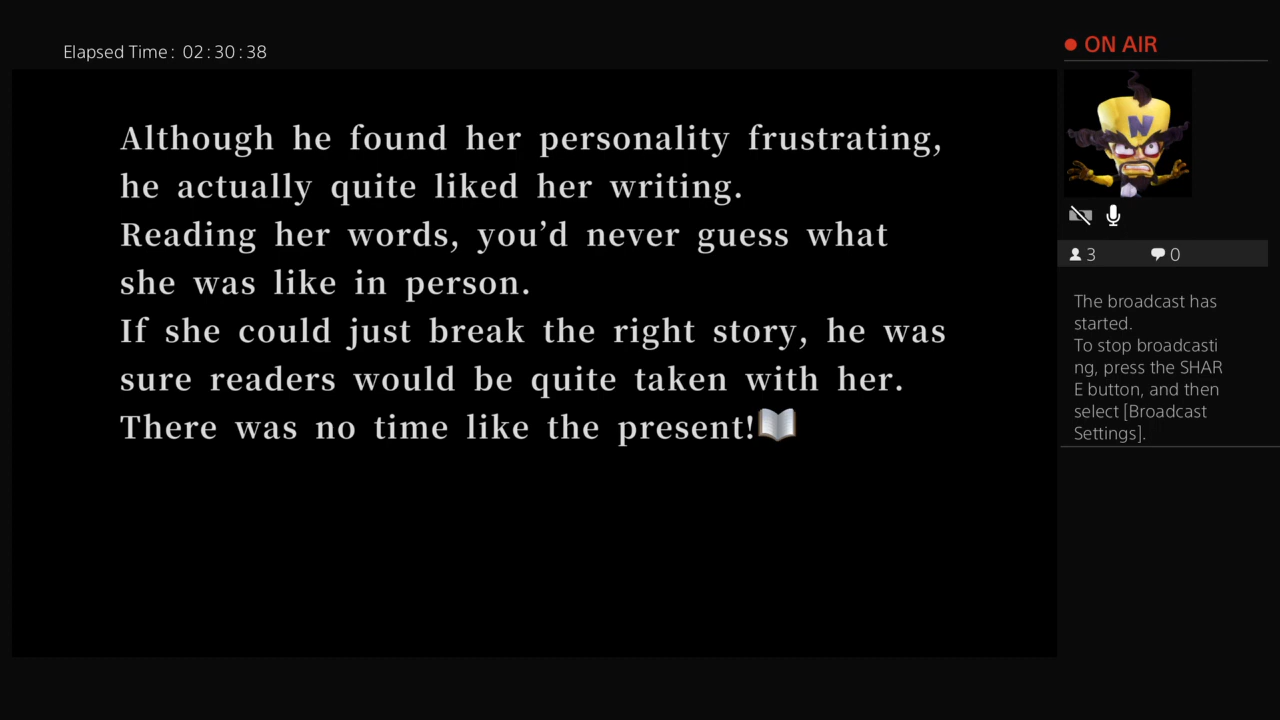 Elapsed Time: 02:30:38
ON AIR
N
Although he found her personality frustrating,
he actually quite liked her writing.
Reading her words, you’d never guess what
she was like in person.
If she could just break the right story, he was
sure readers would be quite taken with her.
There was no time like the present!
3
0
The broadcast has
started.
To stop broadcasti
ng, press the SHAR
E button, and then
select [Broadcast
Settings].